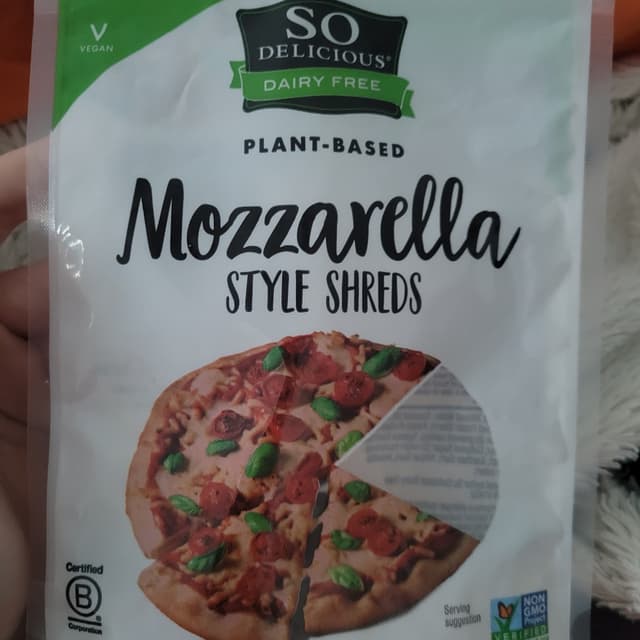 V
VEGAN
SO
DELICIOUS®
DAIRY FREE
PLANT-BASED
Mozzarella
STYLE SHREDS
Certified
B
Corporation
Serving
suggestion
NON
GMO
Project
VERIFIED